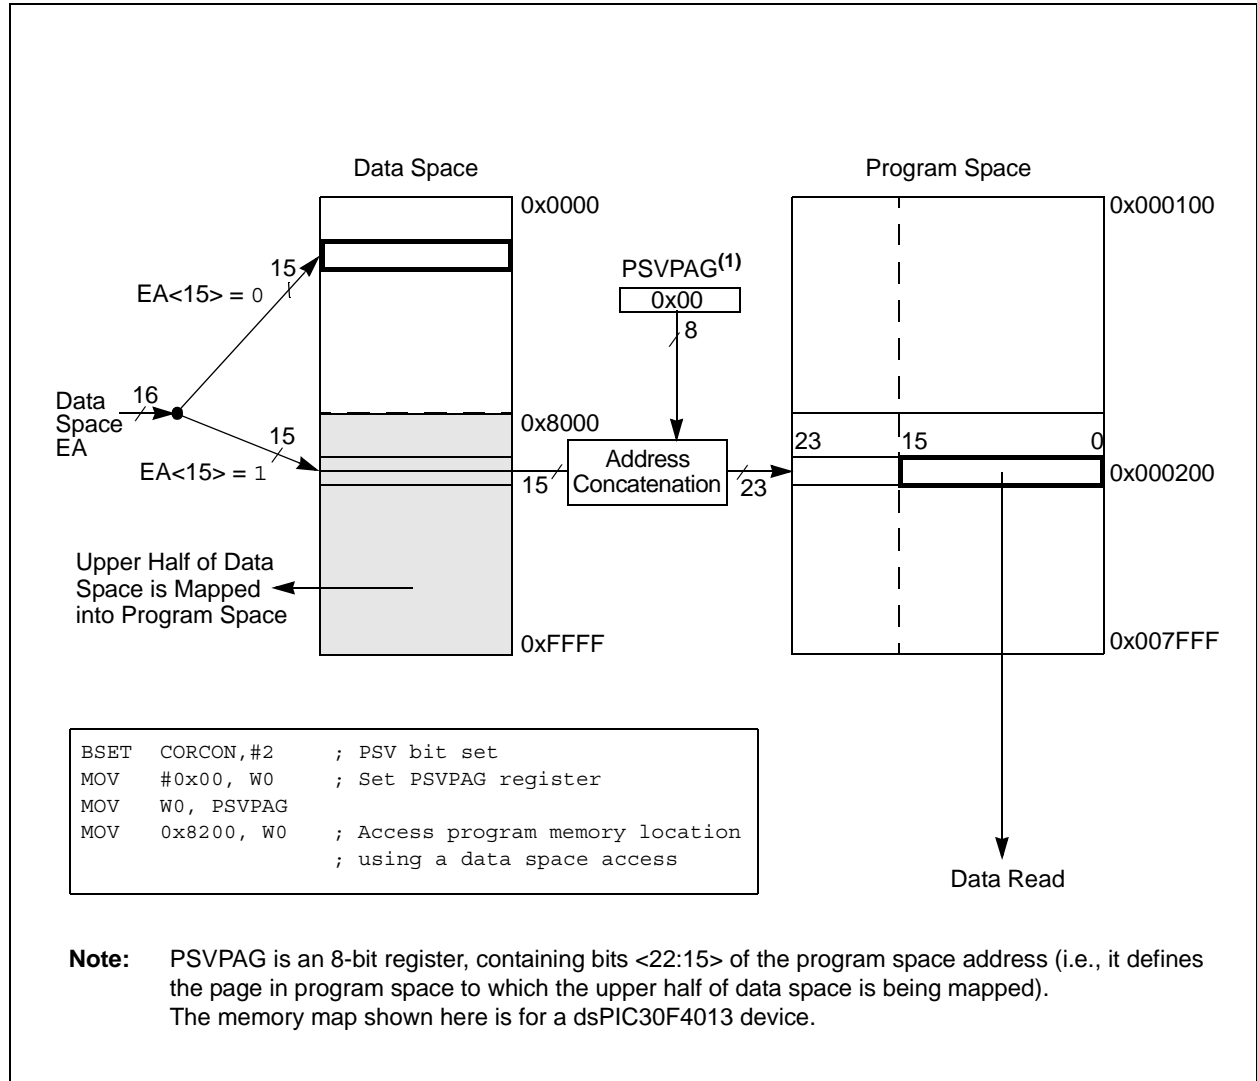 Data Space
Program Space
0x0000
0x000100
PSVPAG(1)
15
EA<15> = 0
0x00
8
16
Data
Space
EA
0x8000
15
EA<15> = 1
23
15
0
Address
Concatenation
15
23
0x000200
Upper Half of Data
Space is Mapped
into Program Space
0xFFFF
0x007FFF
BSET CORCON,#2 ; PSV bit set
MOV #0x00, W0 ; Set PSVPAG register
MOV W0, PSVPAG
MOV 0x8200, W0 ; Access program memory location
; using a data space access
Data Read
Note: PSVPAG is an 8-bit register, containing bits <22:15> of the program space address (i.e., it defines
the page in program space to which the upper half of data space is being mapped).
The memory map shown here is for a dsPIC30F4013 device.